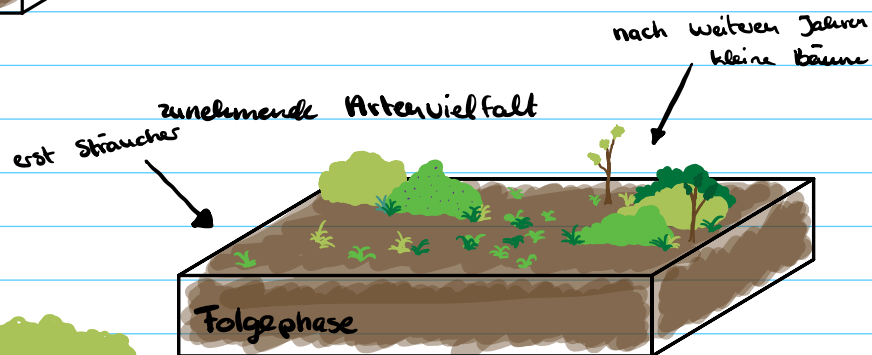 nach weiteren Jahren
kleine Bäume
zunehmende Artenvielfalt
erst Sträucher
Folgephase